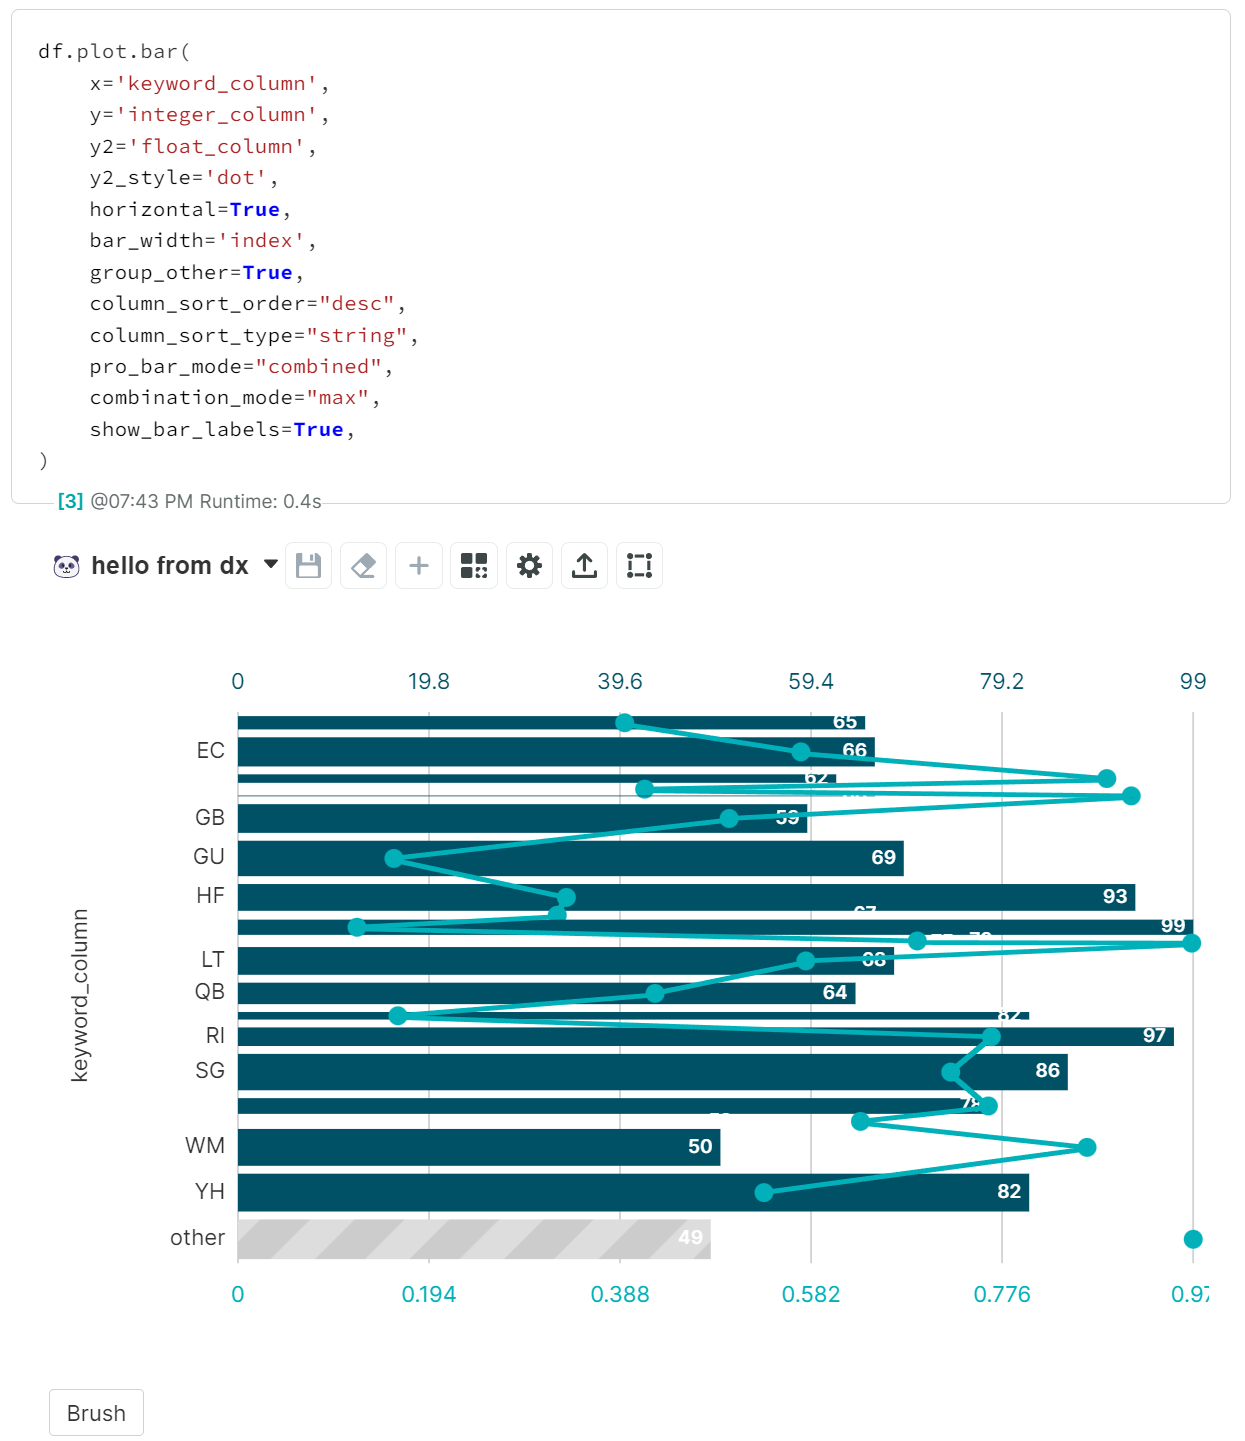 df.plot.bar(
    x='keyword_column',
    y='integer_column',
    y2='float_column',
    y2_style='dot',
    horizontal=True,
    bar_width='index',
    group_other=True,
    column_sort_order="desc",
    column_sort_type="string",
    pro_bar_mode="combined",
    combination_mode="max",
    show_bar_labels=True,
)
[3] @07:43 PM Runtime: 0.4s
hello from dx
0 19.8 39.6 59.4 79.2 99
65
EC 66
62
GB 59
GU 69
HF 93
67
99
LT 68
QB 64
82
RI 97
SG 86
78
WM 50
YH 82
other 49
keyword_column
0 0.194 0.388 0.582 0.776 0.97
Brush